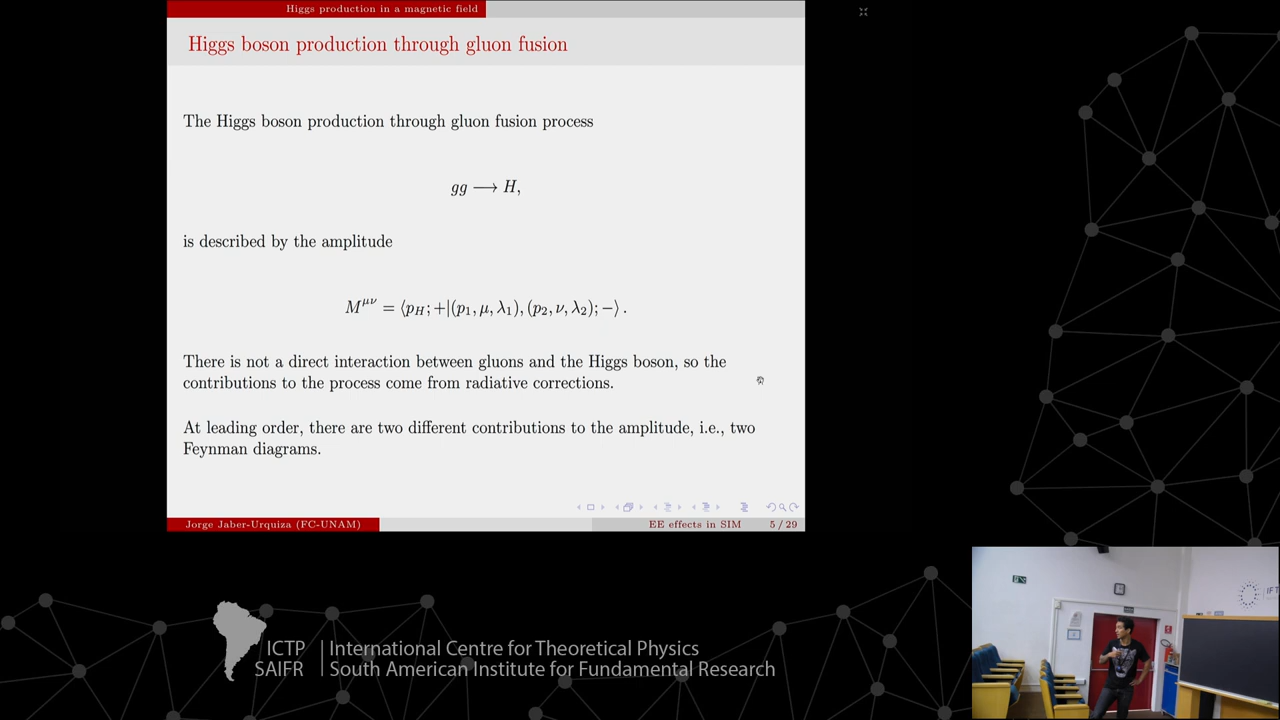 Higgs production in a magnetic field
Higgs boson production through gluon fusion
The Higgs boson production through gluon fusion process
gg ⟶ H,
is described by the amplitude
M^{μν} = ⟨p_H; +|(p_1, μ, λ_1), (p_2, ν, λ_2); −⟩ .
There is not a direct interaction between gluons and the Higgs boson, so the
contributions to the process come from radiative corrections.
At leading order, there are two different contributions to the amplitude, i.e., two
Feynman diagrams.
Jorge Jaber-Urquiza (FC-UNAM)
EE effects in SIM
5 / 29
ICTP
SAIFR
International Centre for Theoretical Physics
South American Institute for Fundamental Research